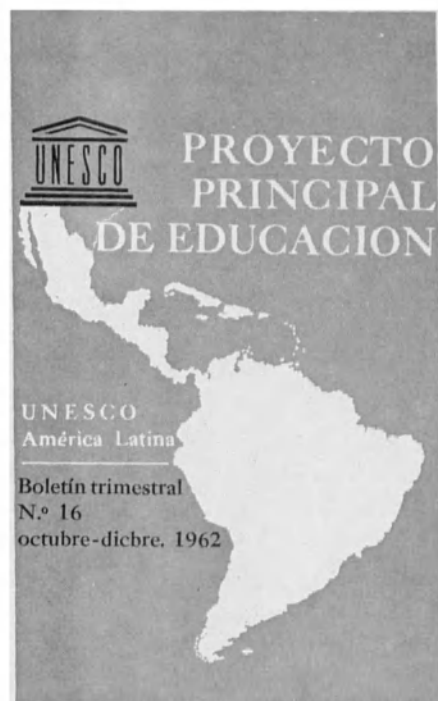 UNESCO
PROYECTO
PRINCIPAL
DE EDUCACION
UNESCO
América Latina
Boletín trimestral
N.º 16
octubre-dicbre. 1962